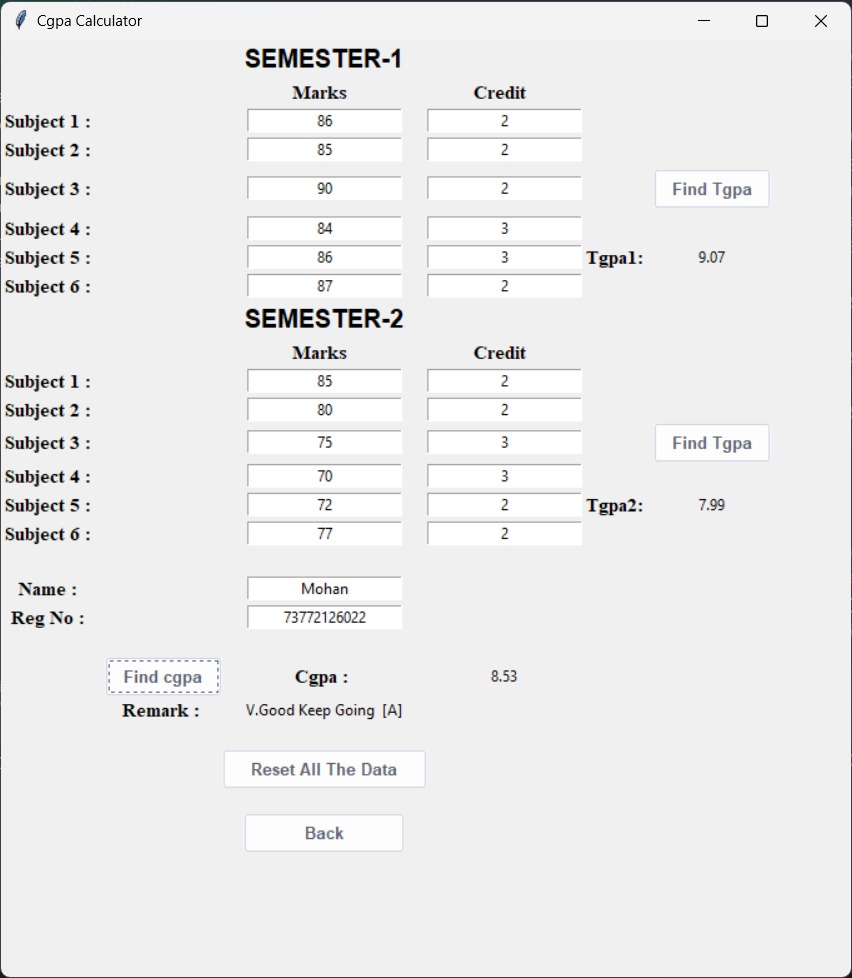 Cgpa Calculator
SEMESTER-1
Marks Credit
Subject 1 : 86 2
Subject 2 : 85 2
Subject 3 : 90 2 Find Tgpa
Subject 4 : 84 3
Subject 5 : 86 3 Tgpa1: 9.07
Subject 6 : 87 2
SEMESTER-2
Marks Credit
Subject 1 : 85 2
Subject 2 : 80 2
Subject 3 : 75 3 Find Tgpa
Subject 4 : 70 3
Subject 5 : 72 2 Tgpa2: 7.99
Subject 6 : 77 2
Name : Mohan
Reg No : 73772126022
Find cgpa Cgpa : 8.53
Remark : V.Good Keep Going [A]
Reset All The Data
Back